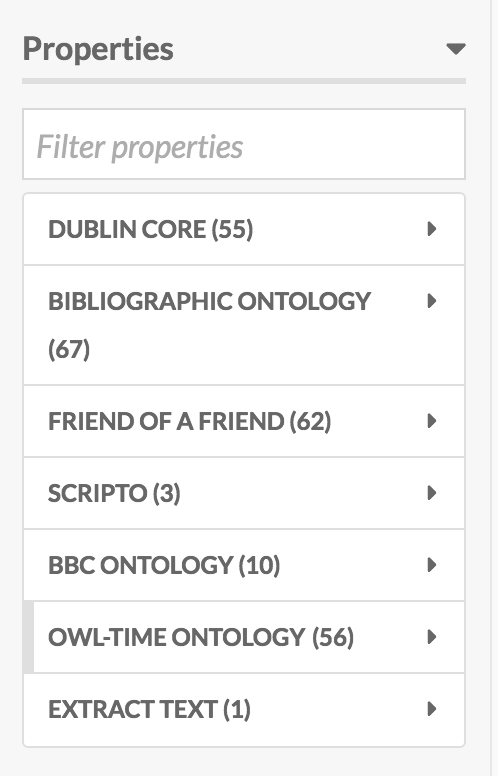 Properties
Filter properties
DUBLIN CORE (55)
BIBLIOGRAPHIC ONTOLOGY
(67)
FRIEND OF A FRIEND (62)
SCRIPTO (3)
BBC ONTOLOGY (10)
OWL-TIME ONTOLOGY (56)
EXTRACT TEXT (1)